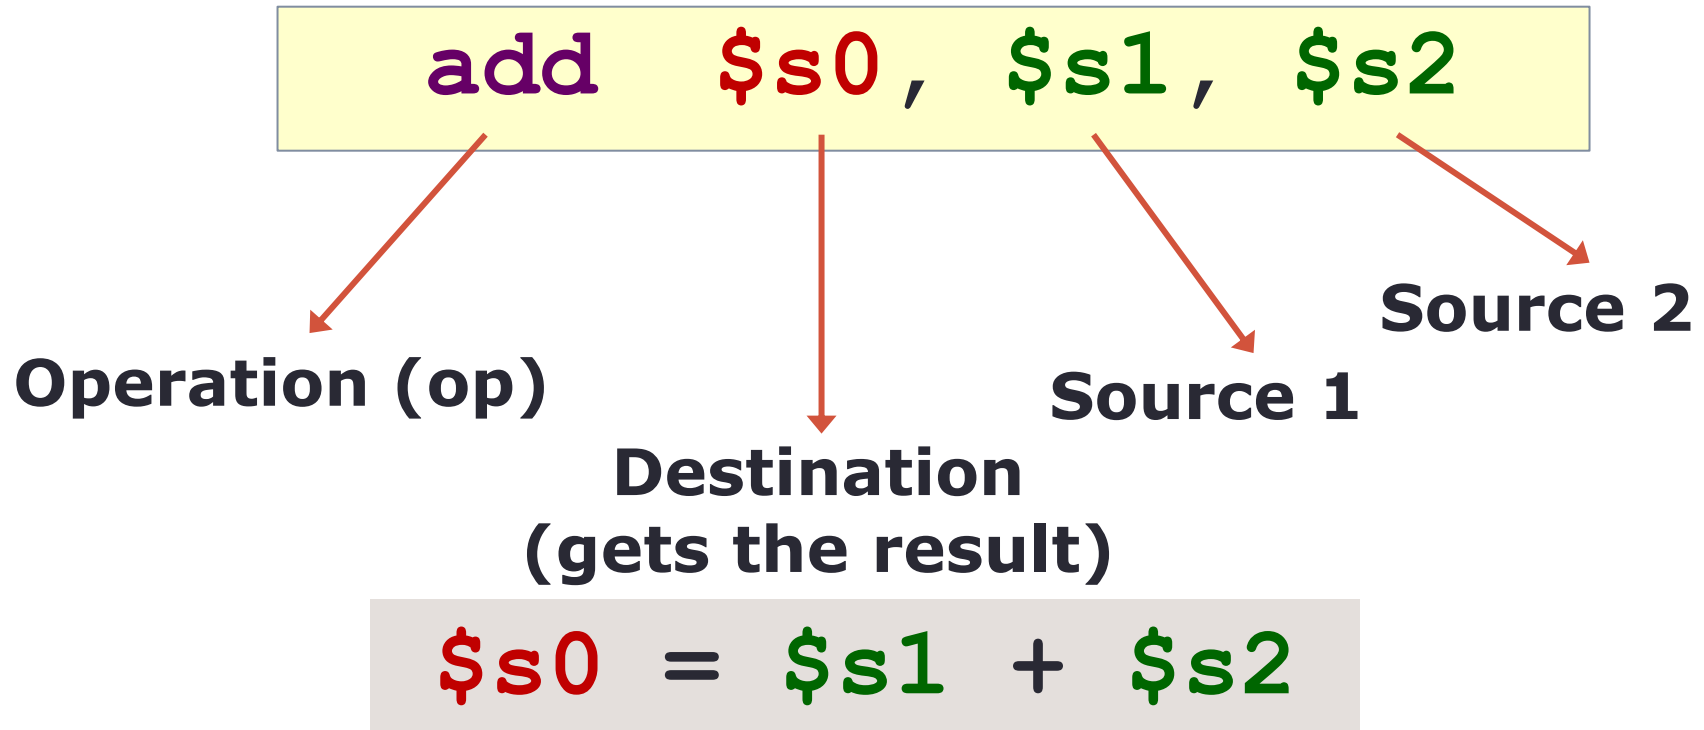 add $s0, $s1, $s2
Source 2
Operation (op)
Source 1
Destination
(gets the result)
$s0 = $s1 + $s2